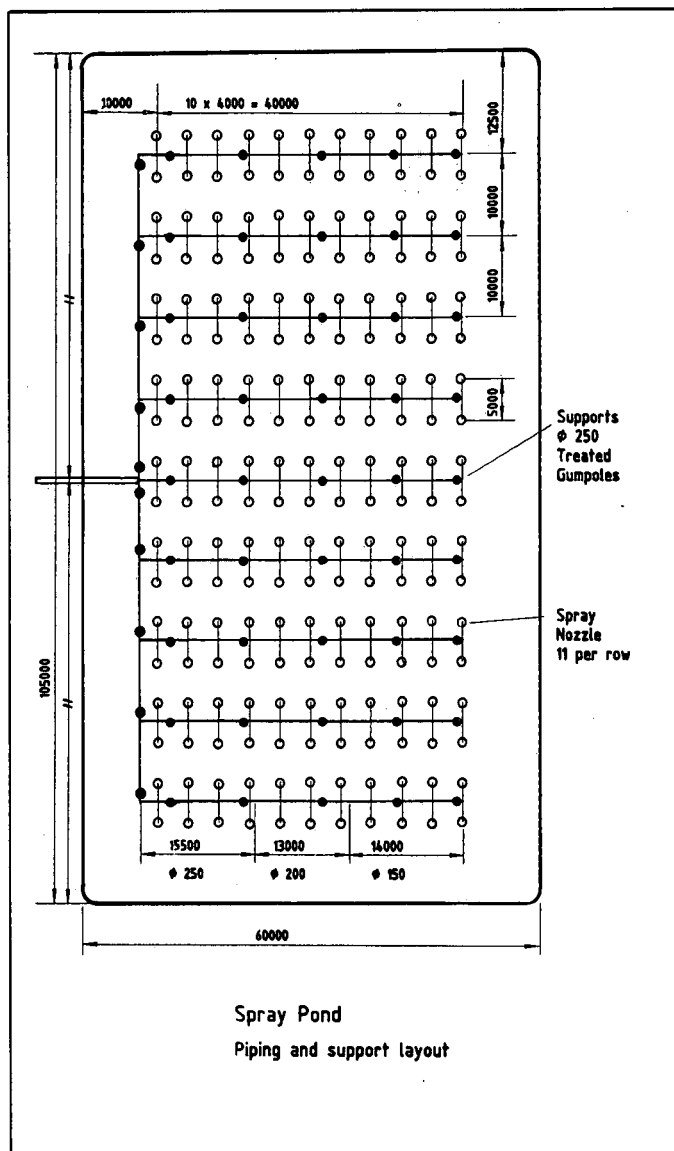 10000
10 x 4000 = 40000
12500
10000
10000
5000
Supports
ϕ 250
Treated
Gumpoles
Spray
Nozzle
11 per row
105000
15500
13000
14000
ϕ 250
ϕ 200
ϕ 150
60000
Spray Pond
Piping and support layout